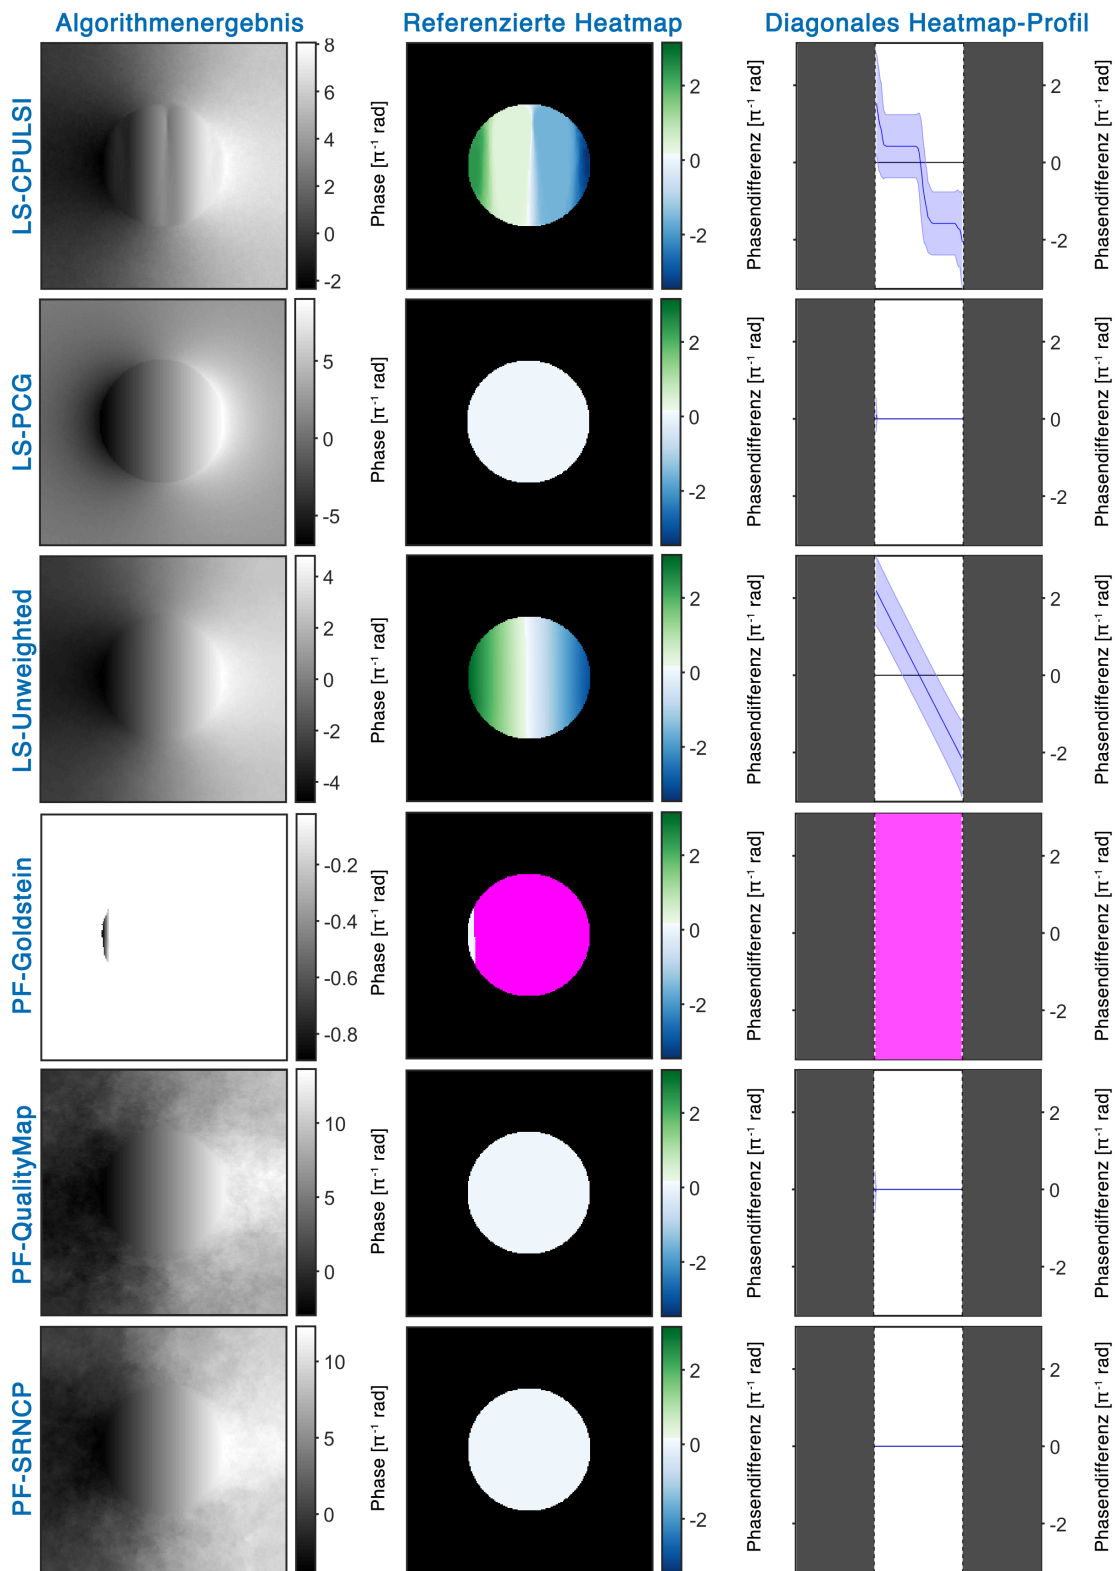 Algorithmenergebnis Referenzierte Heatmap Diagonales Heatmap-Profil
LS-CPULSI
8
6
4
2
0
-2
Phase [π⁻¹ rad]
2
0
-2
Phasendifferenz [π⁻¹ rad]
2
0
-2
Phasendifferenz [π⁻¹ rad]
LS-PCG
5
0
-5
Phase [π⁻¹ rad]
2
0
-2
Phasendifferenz [π⁻¹ rad]
2
0
-2
Phasendifferenz [π⁻¹ rad]
LS-Unweighted
4
2
0
-2
-4
Phase [π⁻¹ rad]
2
0
-2
Phasendifferenz [π⁻¹ rad]
2
0
-2
Phasendifferenz [π⁻¹ rad]
PF-Goldstein
-0.2
-0.4
-0.6
-0.8
Phase [π⁻¹ rad]
2
0
-2
Phasendifferenz [π⁻¹ rad]
2
0
-2
Phasendifferenz [π⁻¹ rad]
PF-QualityMap
10
5
0
Phase [π⁻¹ rad]
2
0
-2
Phasendifferenz [π⁻¹ rad]
2
0
-2
Phasendifferenz [π⁻¹ rad]
PF-SRNCP
10
5
0
Phase [π⁻¹ rad]
2
0
-2
Phasendifferenz [π⁻¹ rad]
2
0
-2
Phasendifferenz [π⁻¹ rad]